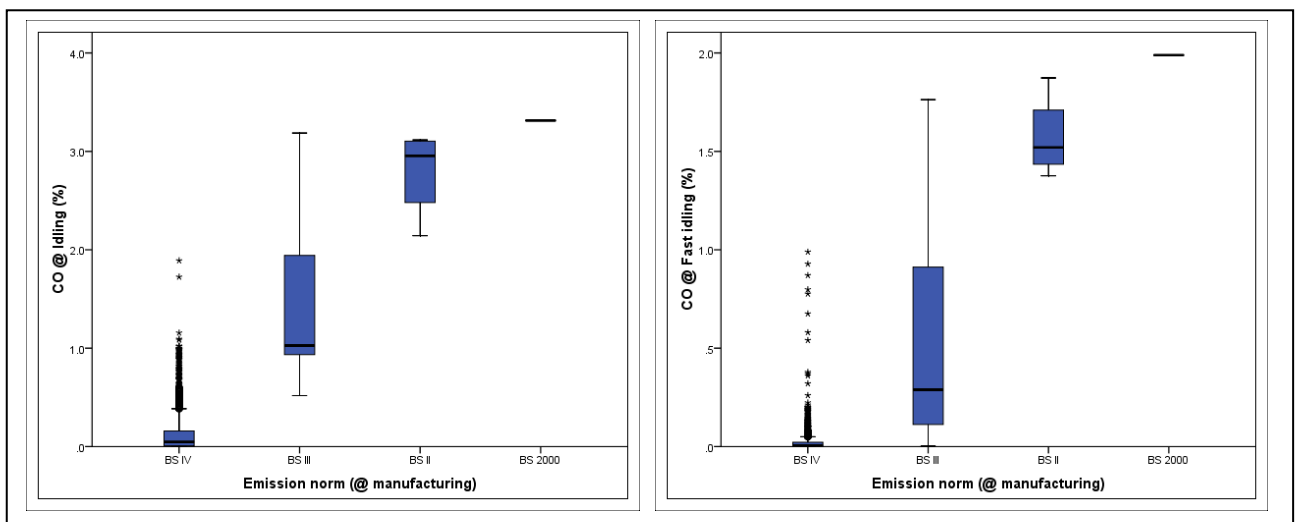 CO @ Idling (%)
4.0
3.0
2.0
1.0
.0
BS IV
BS III
BS II
BS 2000
Emission norm (@ manufacturing)
CO @ Fast idling (%)
2.0
1.5
1.0
.5
.0
BS IV
BS III
BS II
BS 2000
Emission norm (@ manufacturing)